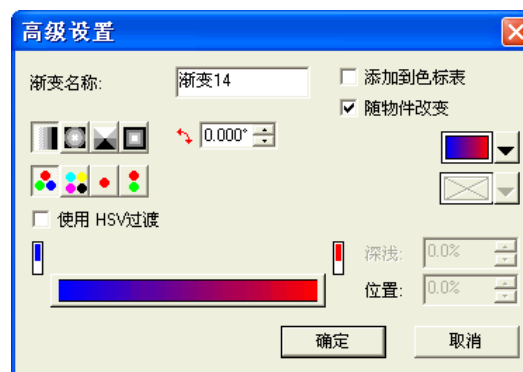 高级设置
渐变名称:
渐变14
添加到色标表
随物件改变
0.000°
使用 HSV过渡
深浅: 0.0%
位置: 0.0%
确定
取消